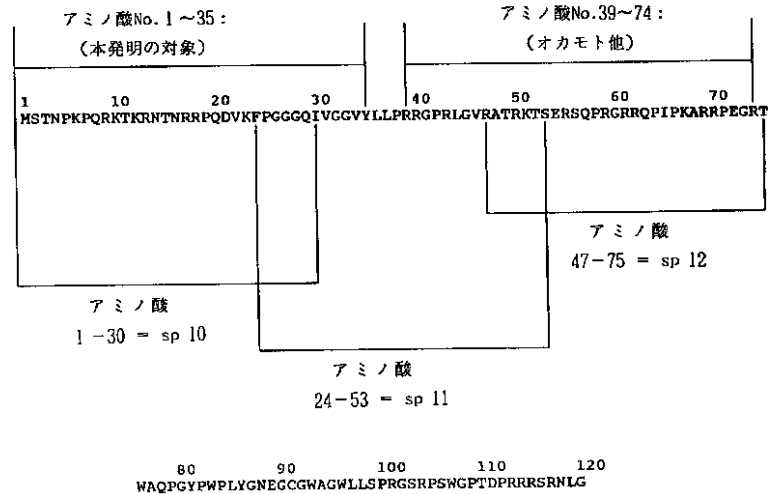 アミノ酸No.1~35:
(本発明の対象)
アミノ酸No.39~74:
(オカモト他)
1 10 20 30 40 50 60 70
MSTNPKPQRKTKRNTNRRPQDVKFPGGGQIVGGVYLLPRRGPRLGVRATRKTSERSQPRGRRQPIPKARRPEGRT
アミノ酸
47-75 = sp 12
アミノ酸
1-30 = sp 10
アミノ酸
24-53 = sp 11
80 90 100 110 120
WAQPGYPWPLYGNEGCGWAGWLLSPRGSRPSWGPTDPRRRSRNLG